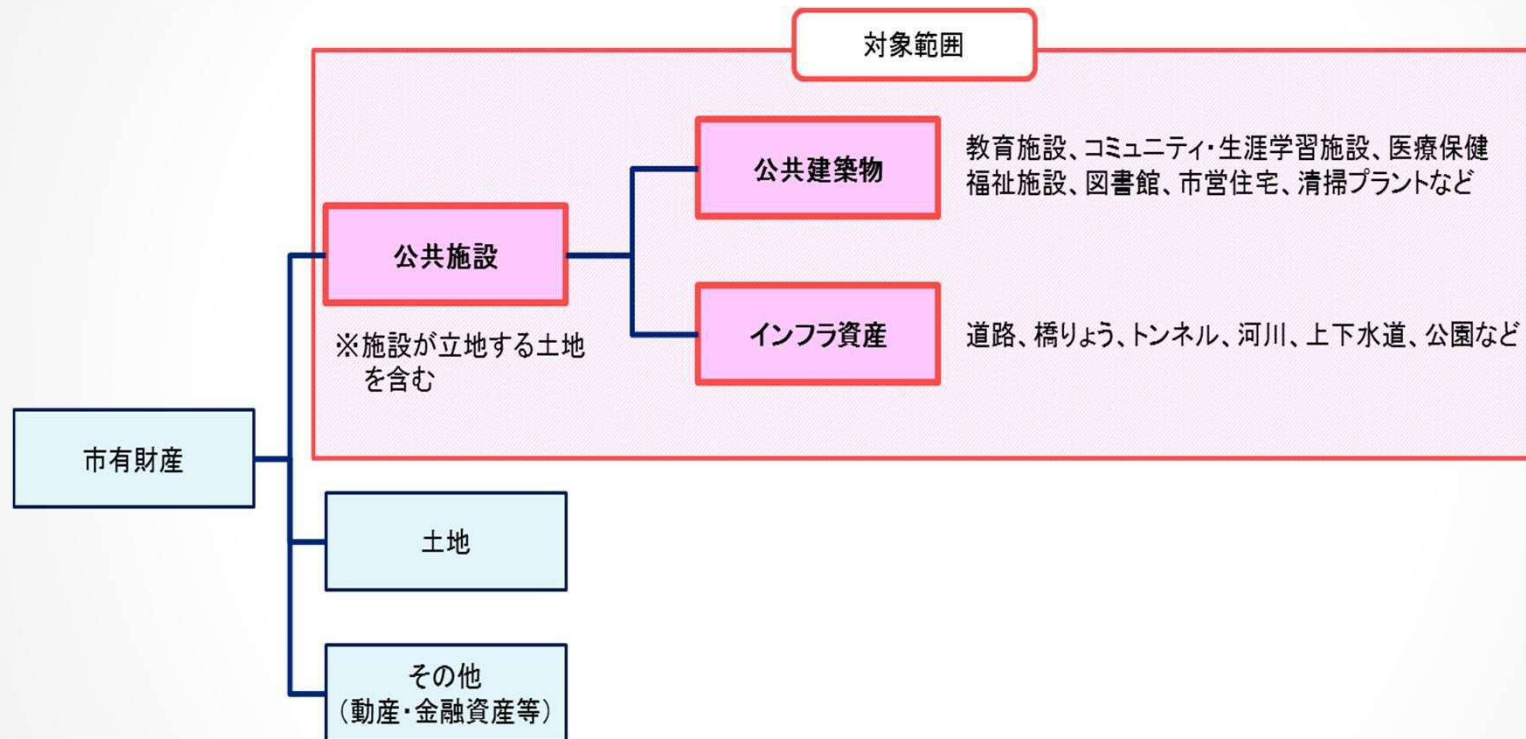 対象範囲
公共建築物
教育施設、コミュニティ・生涯学習施設、医療保健
福祉施設、図書館、市営住宅、清掃プラントなど
公共施設
※施設が立地する土地
を含む
インフラ資産
道路、橋りょう、トンネル、河川、上下水道、公園など
市有財産
土地
その他
（動産・金融資産等）